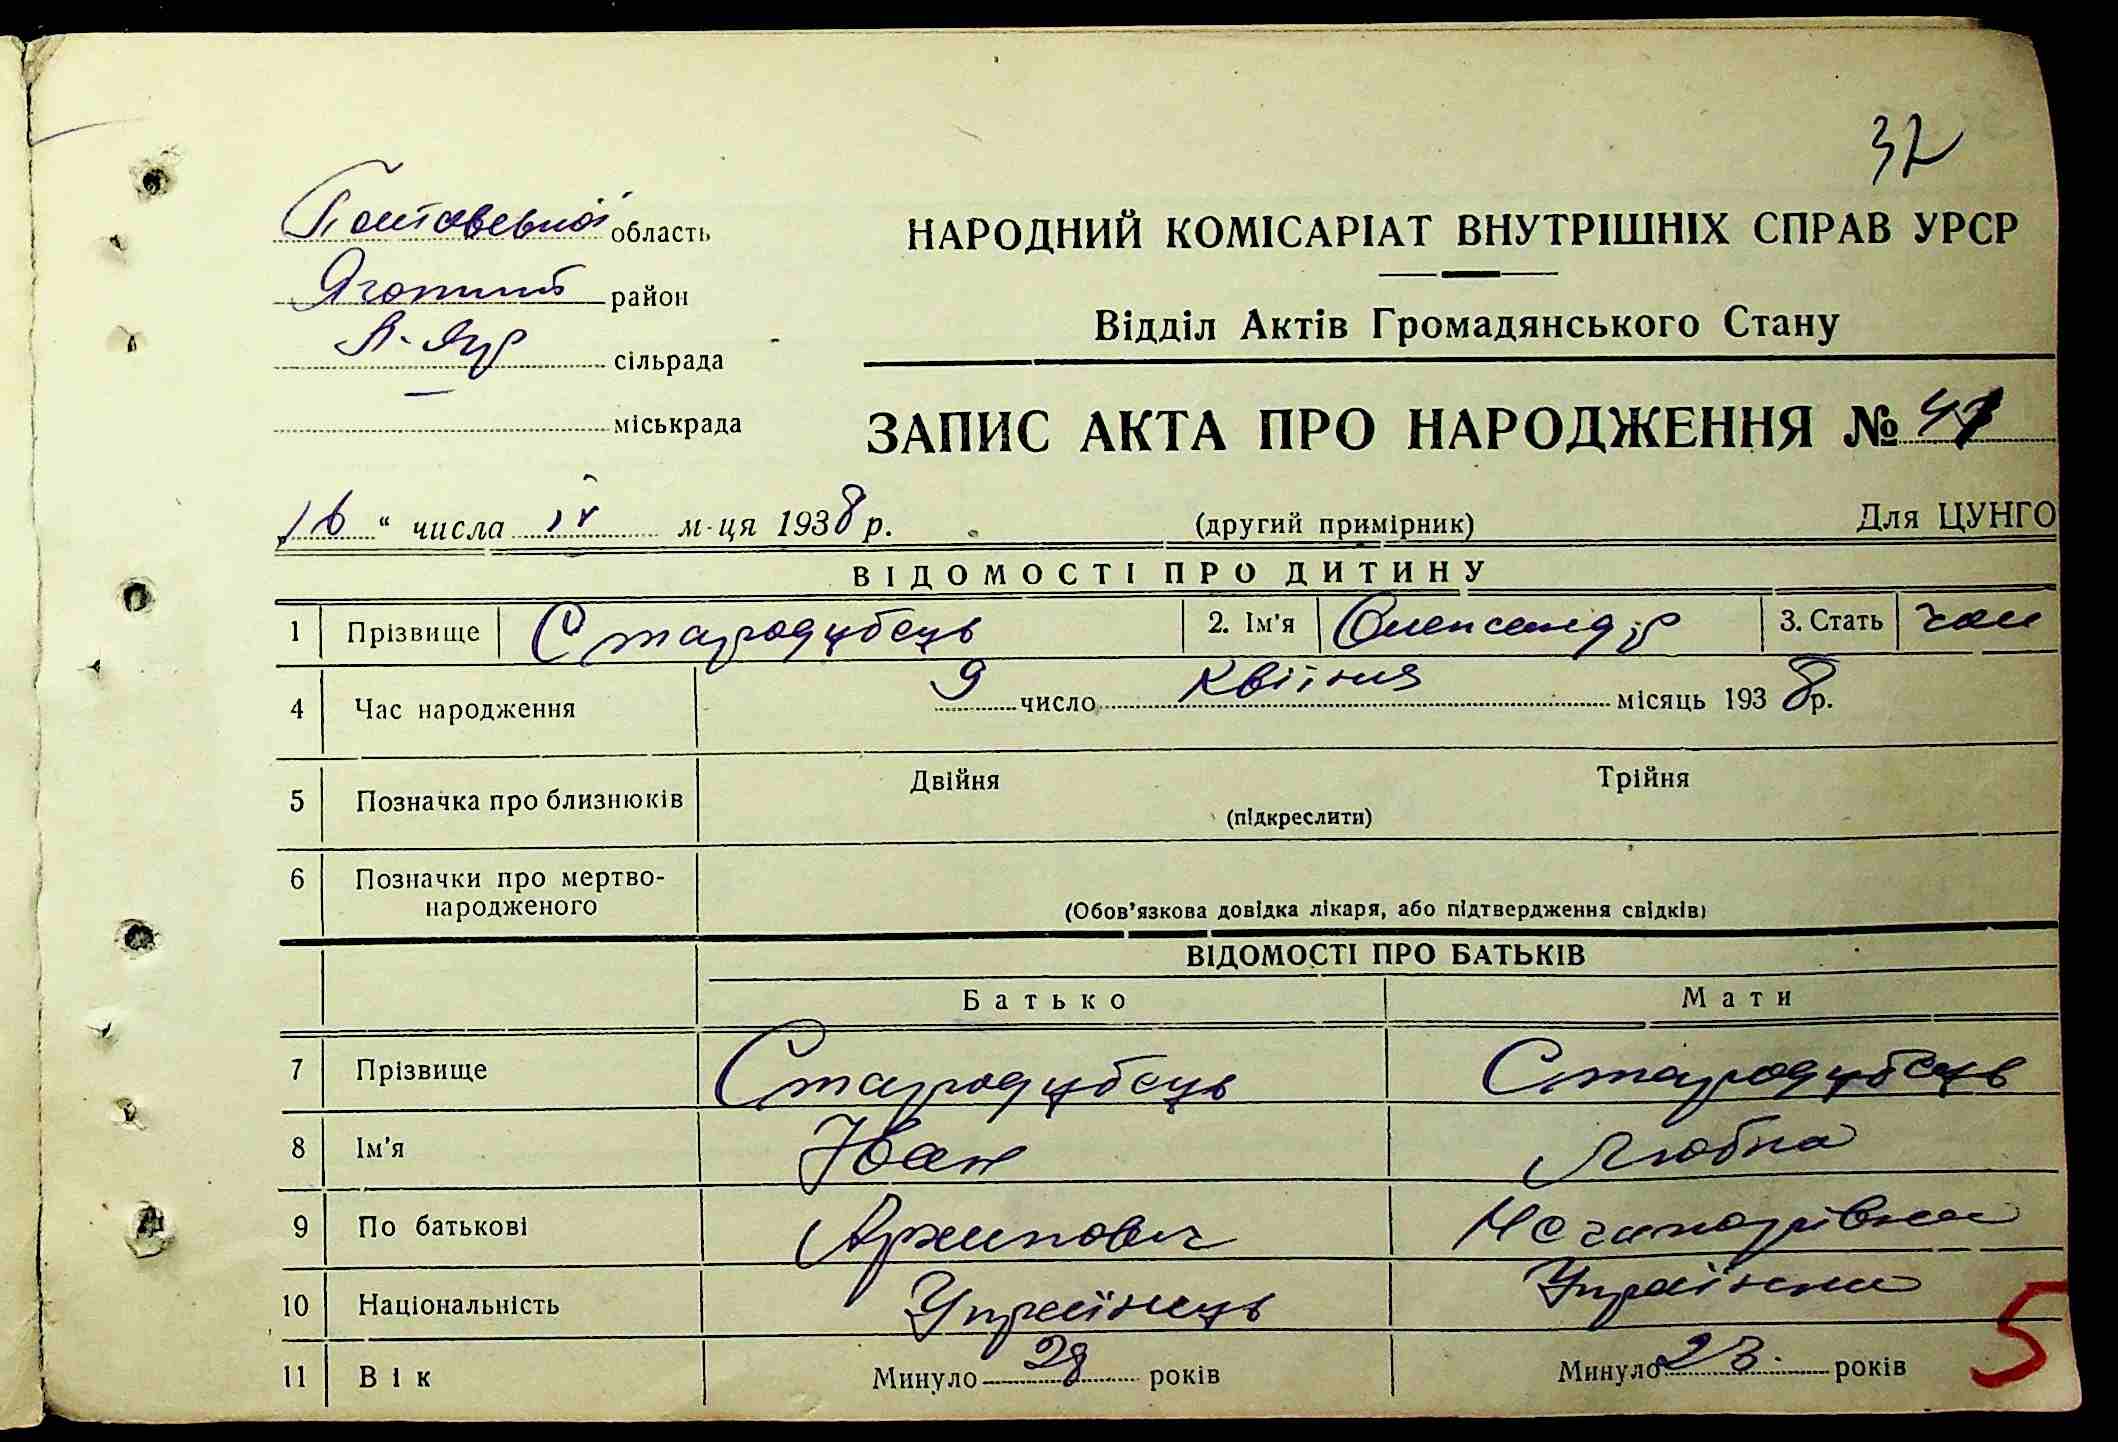 32
Полтавської область
Яготинс район
Л-Яр сільрада
міськрада
НАРОДНИЙ КОМІСАРІАТ ВНУТРІШНІХ СПРАВ УРСР
Відділ Актів Громадянського Стану
ЗАПИС АКТА ПРО НАРОДЖЕННЯ №
„16“ числа IV м-ця 1938 р. (другий примірник) Для ЦУНГО
ВІДОМОСТІ ПРО ДИТИНУ
1 Прізвище Стародубець 2. Ім'я Олександр 3. Стать чол
4 Час народження 9 число Квітня місяць 1938 р.
5 Позначка про близнюків Двійня Трійня
(підкреслити)
6 Позначки про мертво-
народженого
(Обов'язкова довідка лікаря, або підтвердження свідків)
ВІДОМОСТІ ПРО БАТЬКІВ
Батько Мати
7 Прізвище Стародубець Стародубець
8 Ім'я Іван Любка
9 По батькові Архипович Нечипорівна
10 Національність Українець Українка
11 Вік Минуло 28 років Минуло 23 років
5